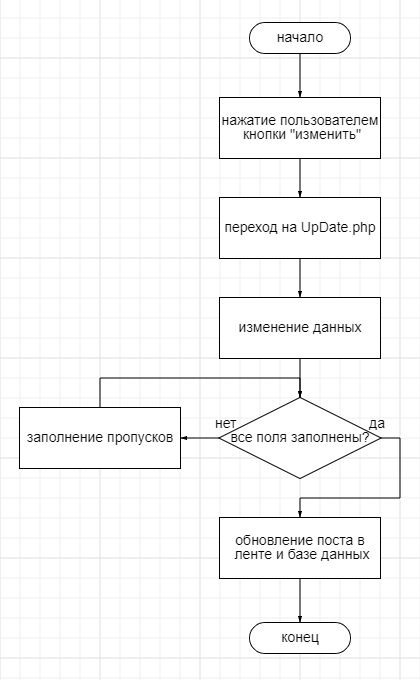 начало
нажатие пользователем
кнопки "изменить"
переход на UpDate.php
изменение данных
нет
да
все поля заполнены?
заполнение пропусков
обновление поста в
ленте и базе данных
конец